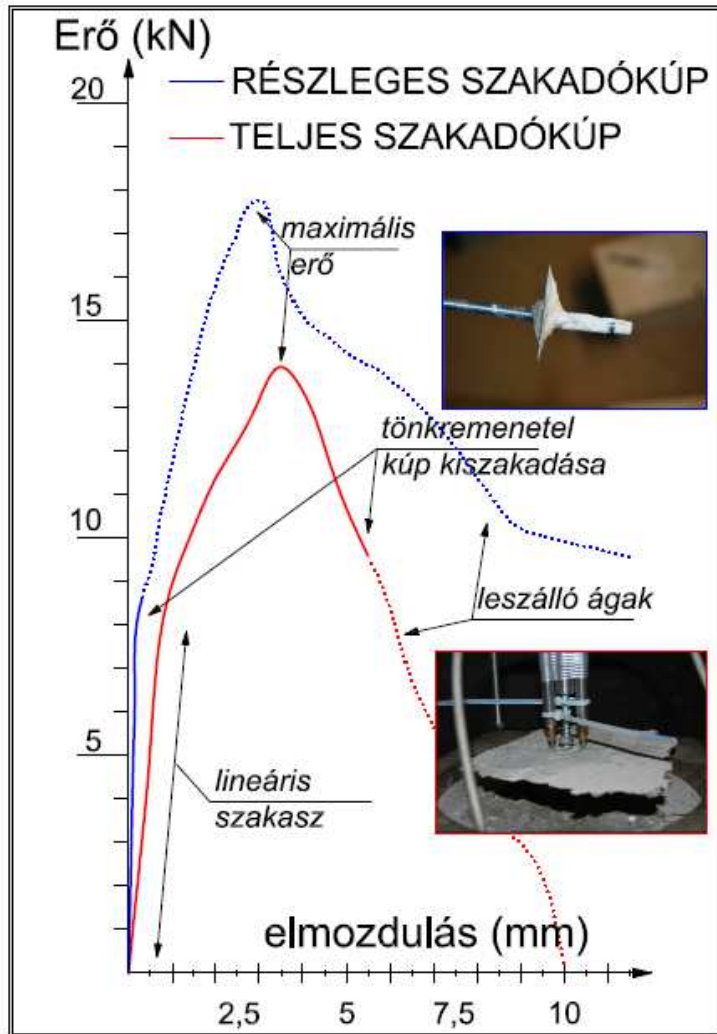 Erő (kN)
RÉSZLEGES SZAKADÓKÚP
TELJES SZAKADÓKÚP
20
maximális
erő
15
tönkremenetel
kúp kiszakadása
10
leszálló ágak
5
lineáris
szakasz
elmozdulás (mm)
2,5 5 7,5 10